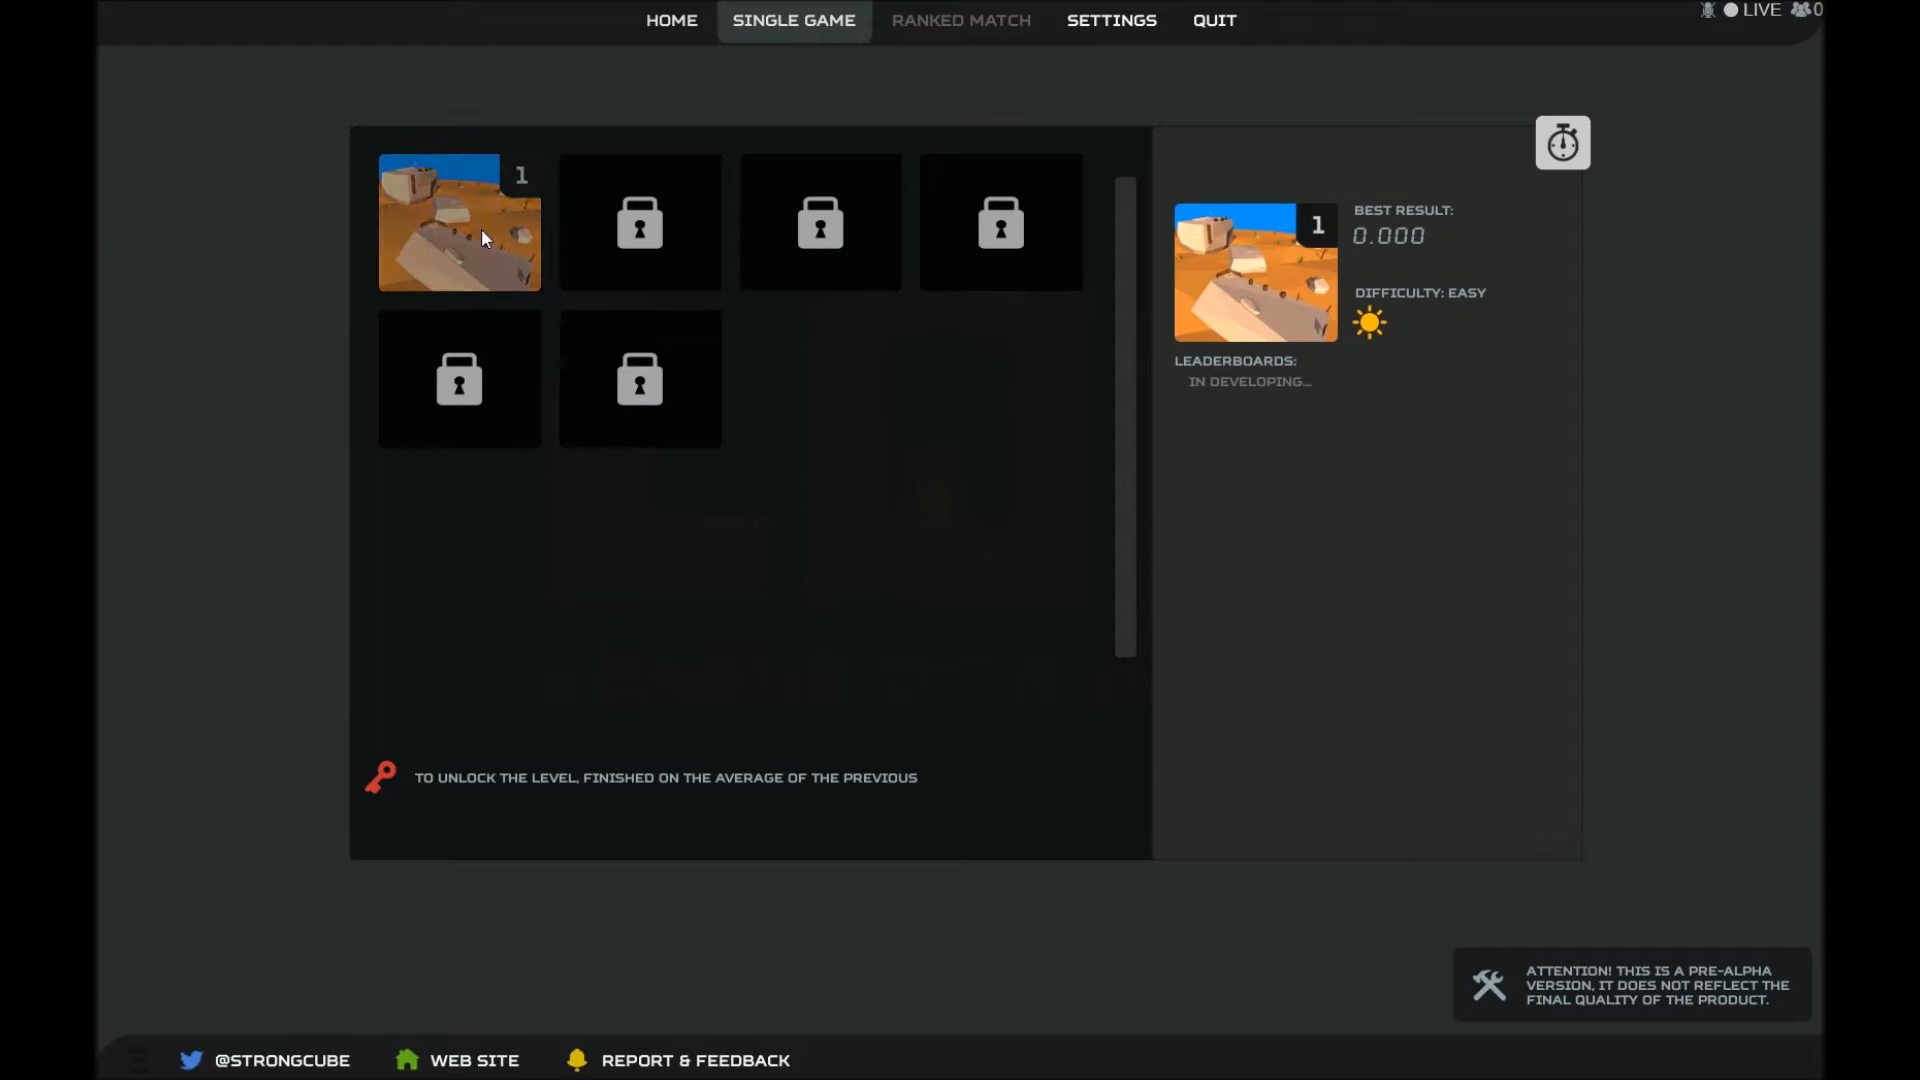 HOME SINGLE GAME RANKED MATCH SETTINGS QUIT
LIVE 0
1
1
BEST RESULT:
0.000
DIFFICULTY: EASY
LEADERBOARDS:
IN DEVELOPING...
TO UNLOCK THE LEVEL, FINISHED ON THE AVERAGE OF THE PREVIOUS
ATTENTION! THIS IS A PRE-ALPHA
VERSION, IT DOES NOT REFLECT THE
FINAL QUALITY OF THE PRODUCT.
@STRONGCUBE WEB SITE REPORT & FEEDBACK